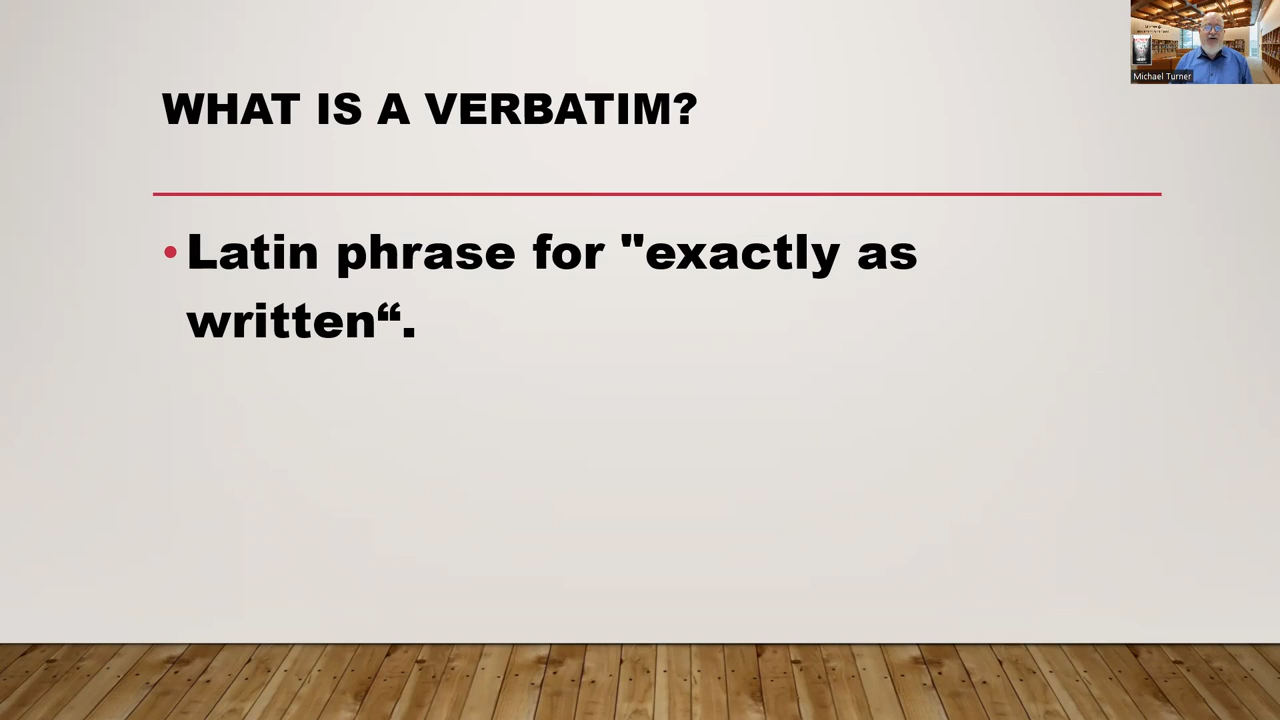 WHAT IS A VERBATIM?
• Latin phrase for "exactly as
written“.
Michael Turner